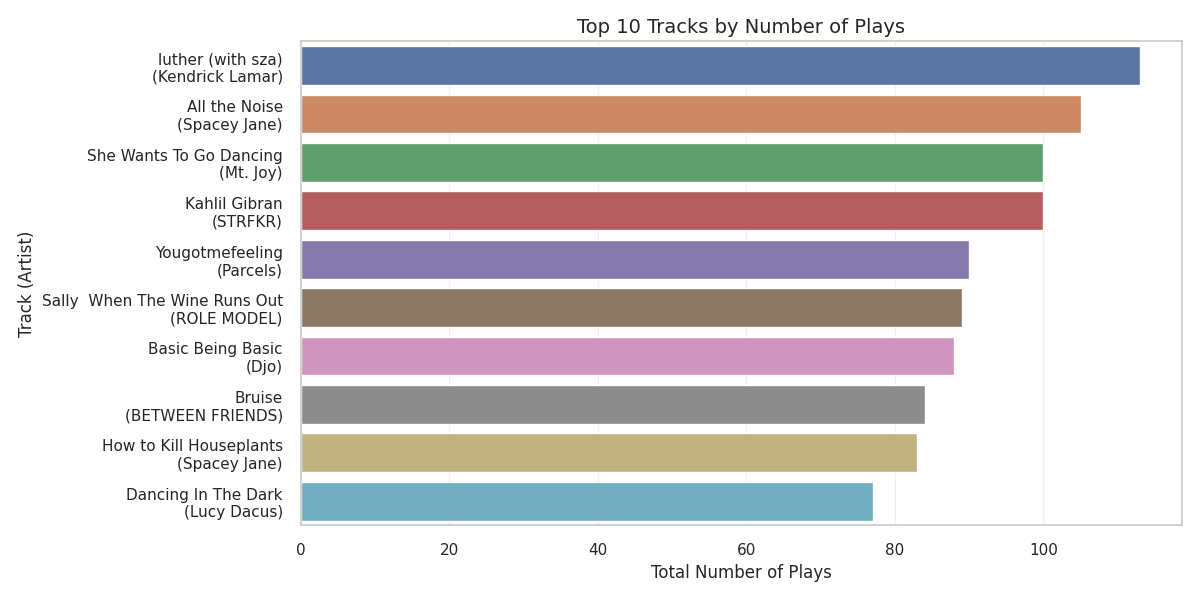 Top 10 Tracks by Number of Plays
luther (with sza)
(Kendrick Lamar)
All the Noise
(Spacey Jane)
She Wants To Go Dancing
(Mt. Joy)
Kahlil Gibran
(STRFKR)
Yougotmefeeling
(Parcels)
Sally  When The Wine Runs Out
(ROLE MODEL)
Basic Being Basic
(Djo)
Bruise
(BETWEEN FRIENDS)
How to Kill Houseplants
(Spacey Jane)
Dancing In The Dark
(Lucy Dacus)
Track (Artist)
0 20 40 60 80 100
Total Number of Plays